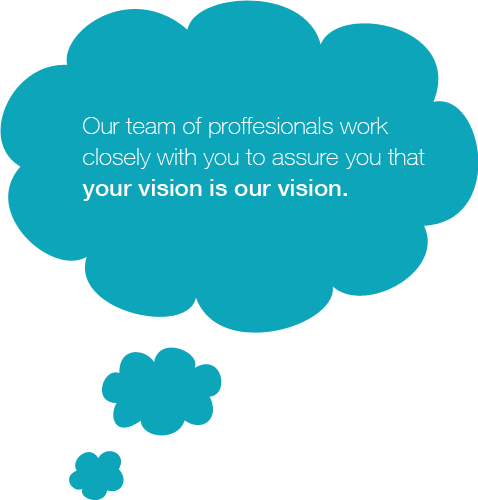 Our team of proffesionals work
closely with you to assure you that
your vision is our vision.